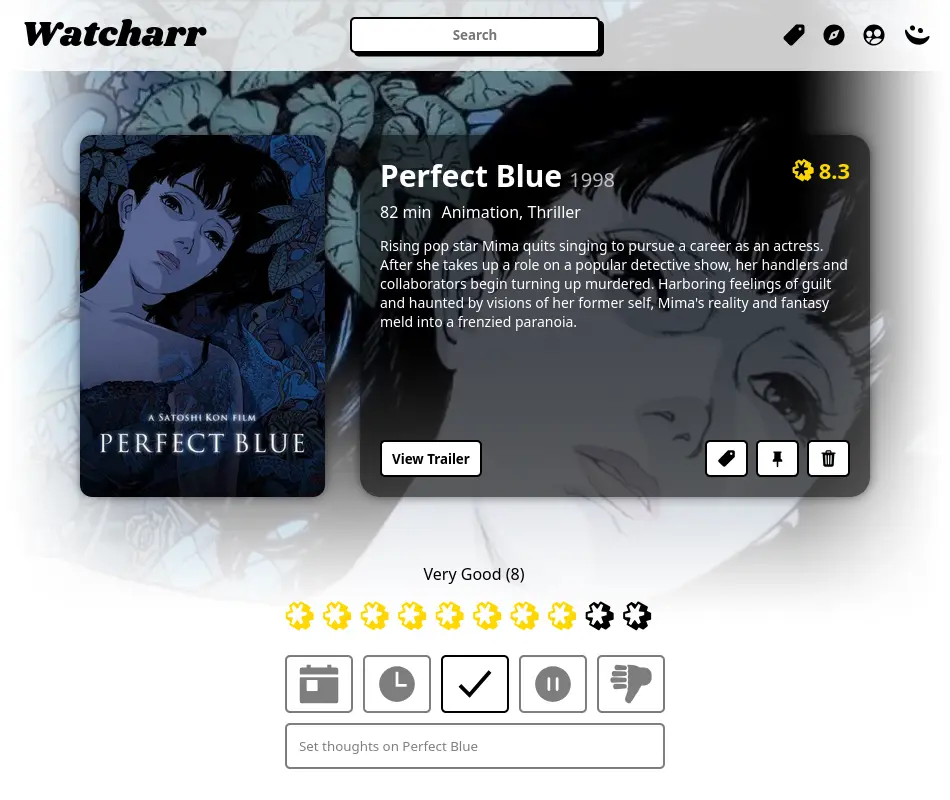 Watcharr
Search
Perfect Blue 1998
8.3
82 min Animation, Thriller
Rising pop star Mima quits singing to pursue a career as an actress.
After she takes up a role on a popular detective show, her handlers and
collaborators begin turning up murdered. Harboring feelings of guilt
and haunted by visions of her former self, Mima's reality and fantasy
meld into a frenzied paranoia.
A SATOSHI KON FILM
PERFECT BLUE
View Trailer
Very Good (8)
Set thoughts on Perfect Blue